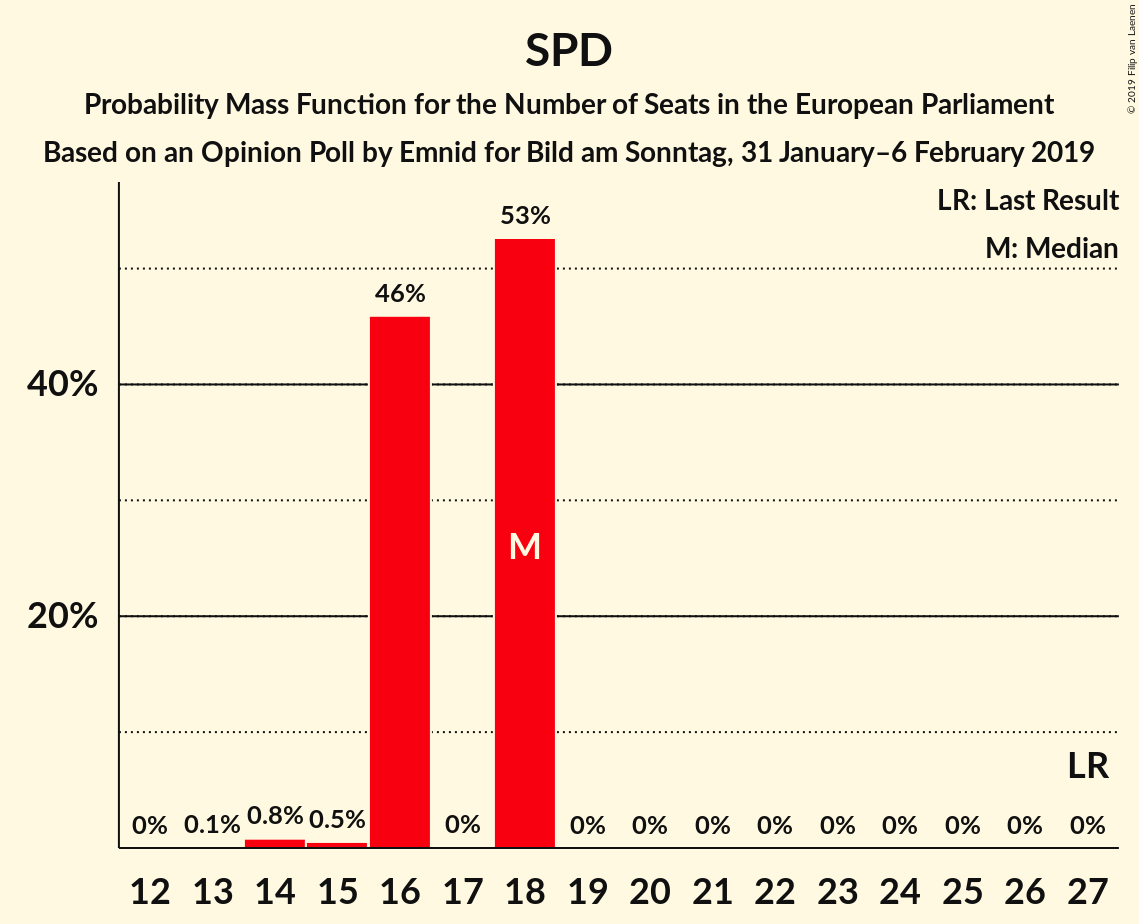 SPD
Probability Mass Function for the Number of Seats in the European Parliament
Based on an Opinion Poll by Emnid for Bild am Sonntag, 31 January–6 February 2019
© 2019 Filip van Laenen
LR: Last Result
M: Median
53%
46%
40%
M
20%
LR
0% 0.1% 0.8% 0.5% 0% 0% 0% 0% 0% 0% 0% 0% 0% 0%
12 13 14 15 16 17 18 19 20 21 22 23 24 25 26 27